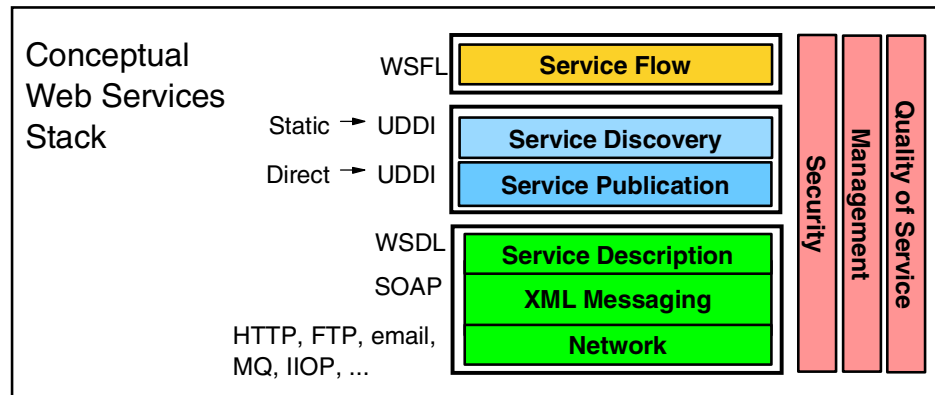 Conceptual
Web Services
Stack
WSFL
Service Flow
Static → UDDI
Service Discovery
Direct → UDDI
Service Publication
WSDL
Service Description
SOAP
XML Messaging
HTTP, FTP, email,
MQ, IIOP, ...
Network
Security
Management
Quality of Service